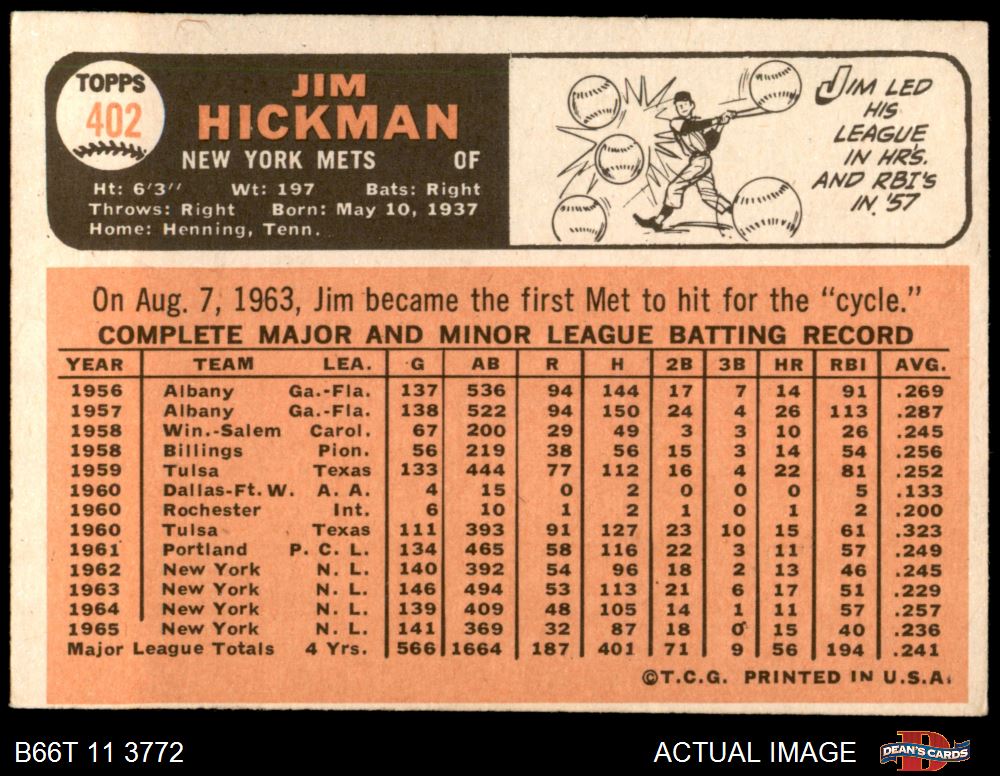 TOPPS
402
JIM
HICKMAN
NEW YORK METS OF
Ht: 6'3" Wt: 197 Bats: Right
Throws: Right Born: May 10, 1937
Home: Henning, Tenn.
JIM LED
HIS
LEAGUE
IN HR'S.
AND RBI'S
IN '57
On Aug. 7, 1963, Jim became the first Met to hit for the "cycle."
COMPLETE MAJOR AND MINOR LEAGUE BATTING RECORD
YEAR TEAM LEA. G AB R H 2B 3B HR RBI AVG.
1956 Albany Ga.-Fla. 137 536 94 144 17 7 14 91 .269
1957 Albany Ga.-Fla. 138 522 94 150 24 4 26 113 .287
1958 Win.-Salem Carol. 67 200 29 49 3 3 10 26 .245
1958 Billings Pion. 56 219 38 56 15 3 14 54 .256
1959 Tulsa Texas 133 444 77 112 16 4 22 81 .252
1960 Dallas-Ft. W. A. A. 4 15 0 2 0 0 0 5 .133
1960 Rochester Int. 6 10 1 2 1 0 1 2 .200
1960 Tulsa Texas 111 393 91 127 23 10 15 61 .323
1961 Portland P. C. L. 134 465 58 116 22 3 11 57 .249
1962 New York N. L. 140 392 54 96 18 2 13 46 .245
1963 New York N. L. 146 494 53 113 21 6 17 51 .229
1964 New York N. L. 139 409 48 105 14 1 11 57 .257
1965 New York N. L. 141 369 32 87 18 0 15 40 .236
Major League Totals 4 Yrs. 566 1664 187 401 71 9 56 194 .241
©T.C.G. PRINTED IN U.S.A.
B66T 11 3772
ACTUAL IMAGE
DEAN'S CARDS